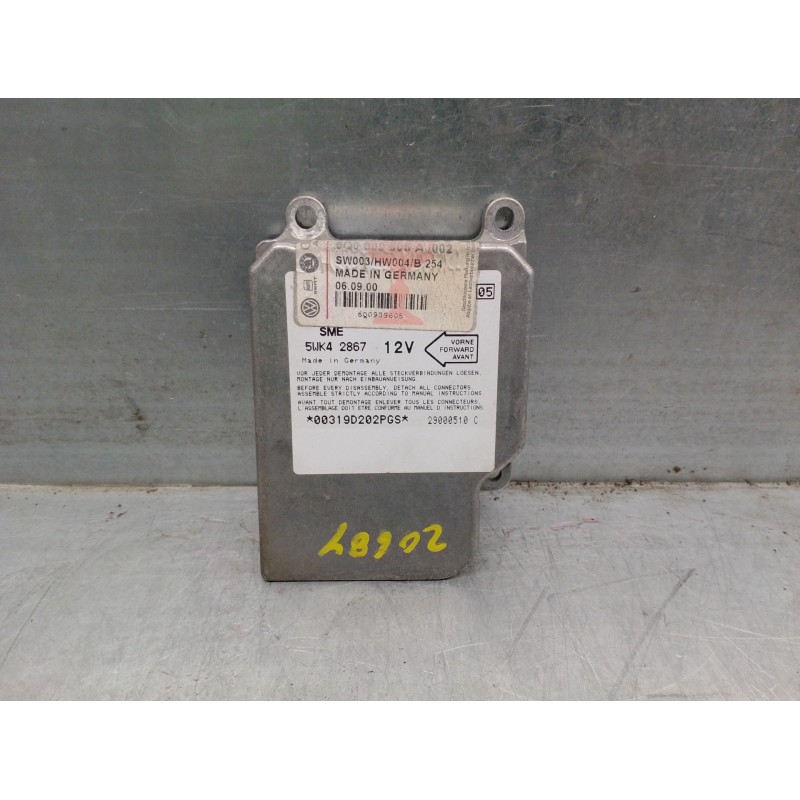 /002
SW003/HW004/B 254
MADE IN GERMANY
06.09.00
6Q0909605
05
SME
5WK4 2867 12V
VORNE
FORWARD
AVANT
Made in Germany
VOR JEDER DEMONTAGE ALLE STECKVERBINDUNGEN LOESEN.
MONTAGE NUR NACH EINBAUANWEISUNG
BEFORE EVERY DISASSEMBLY, DETACH ALL CONNECTORS
ASSEMBLE STRICTLY ACCORDING TO MANUAL INSTRUCTIONS
AVANT TOUT DEMONTAGE ENLEVER TOUS LES CONNECTEURS
L ASSEMBLAGE DOIT ETRE CONFORME AU MANUEL D INSTRUCTIONS
*00319D202PGS* 29000510 C